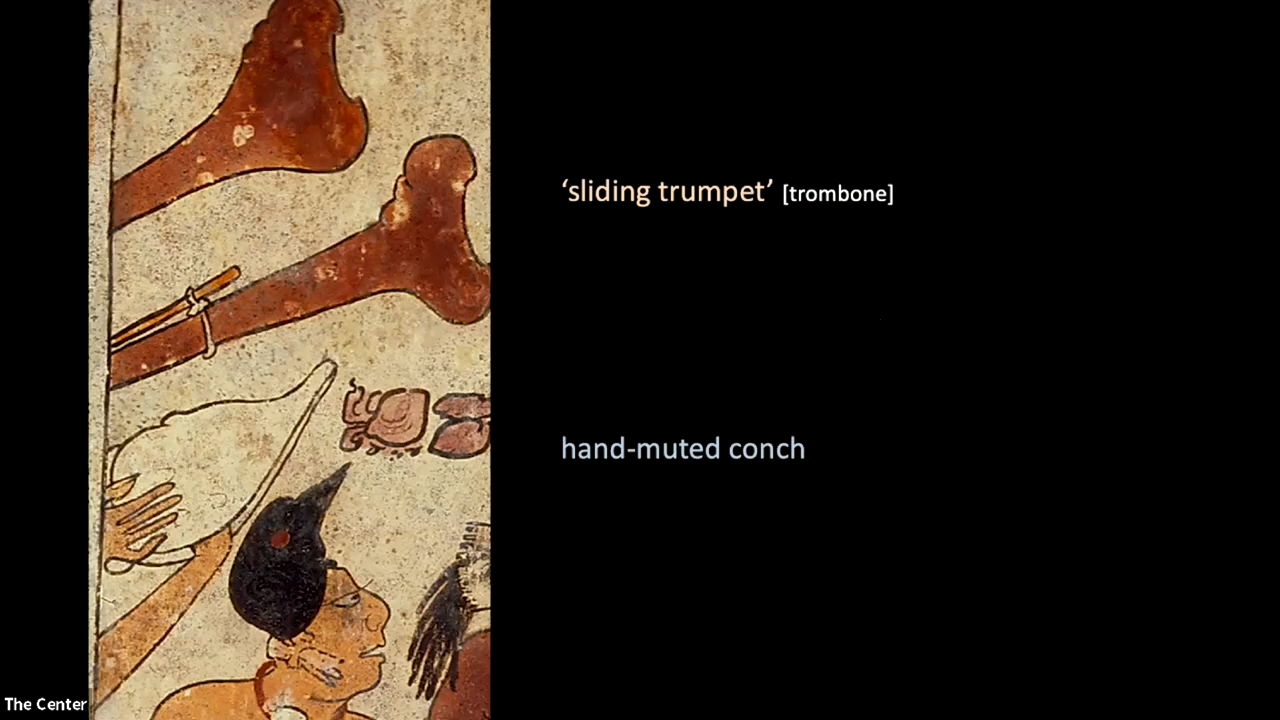 ‘sliding trumpet’ [trombone]
hand-muted conch
The Center